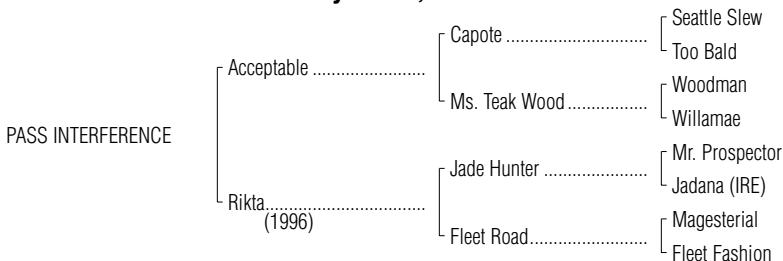 Seattle Slew
Capote ..............................
Too Bald
Acceptable ........................
Woodman
Ms. Teak Wood.................
Willamae
PASS INTERFERENCE
Mr. Prospector
Jade Hunter ......................
Jadana (IRE)
Rikta..................................
(1996)
Magesterial
Fleet Road.........................
Fleet Fashion